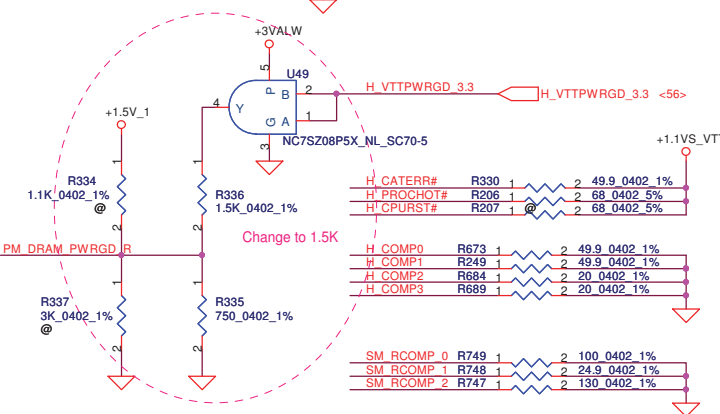 +3VALW
5
U49
P
B
2
H_VTTPWRGD_3.3
H_VTTPWRGD_3.3 <56>
4
Y
G
A
1
3
NC7SZ08P5X_NL_SC70-5
+1.5V_1
+1.1VS_VTT
1
R334
1.1K_0402_1%
@
2
1
R336
1.5K_0402_1%
2
Change to 1.5K
PM_DRAM_PWRGD_R
1
R337
3K_0402_1%
@
2
1
R335
750_0402_1%
2
H_CATERR# R330 1 2 49.9_0402_1%
H_PROCHOT# R206 1 2 68_0402_5%
H_CPURST# R207 1 @ 2 68_0402_5%
H_COMP0 R673 1 2 49.9_0402_1%
H_COMP1 R249 1 2 49.9_0402_1%
H_COMP2 R684 1 2 20_0402_1%
H_COMP3 R689 1 2 20_0402_1%
SM_RCOMP_0 R749 1 2 100_0402_1%
SM_RCOMP_1 R748 1 2 24.9_0402_1%
SM_RCOMP_2 R747 1 2 130_0402_1%